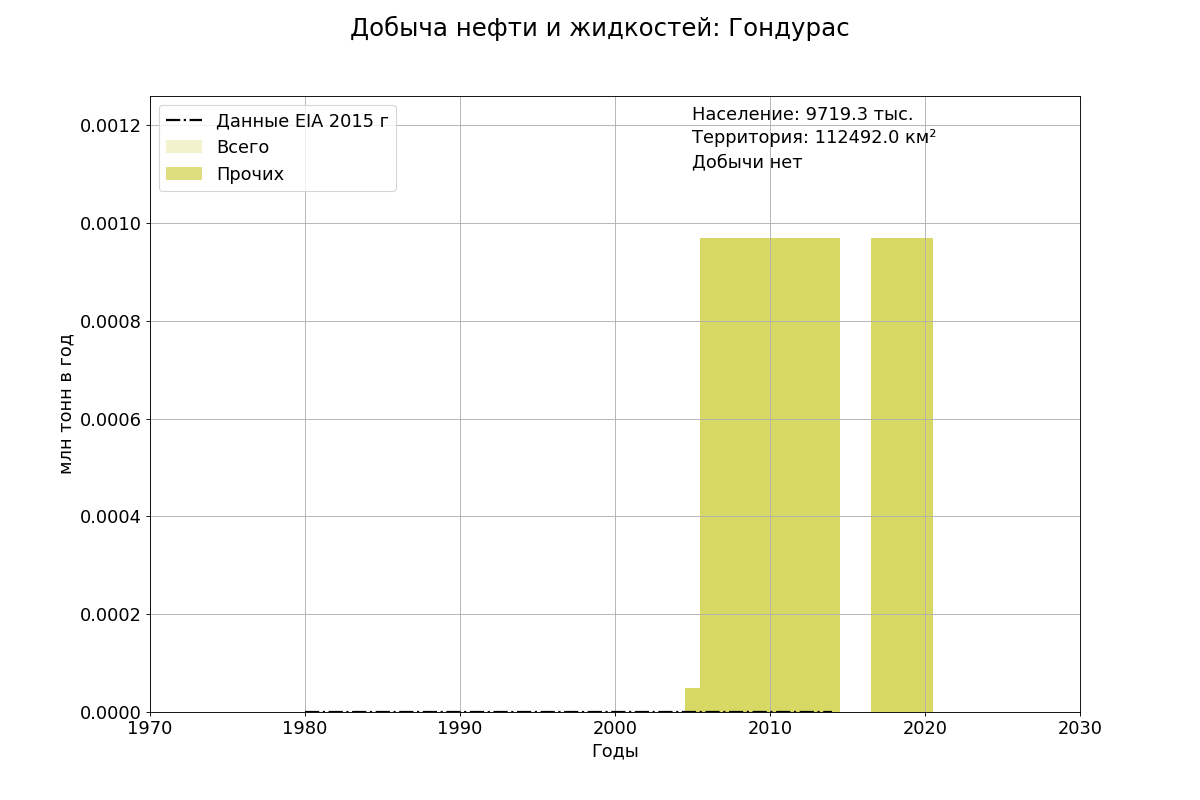 Добыча нефти и жидкостей: Гондурас
Данные EIA 2015 г
Всего
Прочих
Население: 9719.3 тыс.
Территория: 112492.0 км²
Добычи нет
млн тонн в год
0.0012
0.0010
0.0008
0.0006
0.0004
0.0002
0.0000
1970 1980 1990 2000 2010 2020 2030
Годы